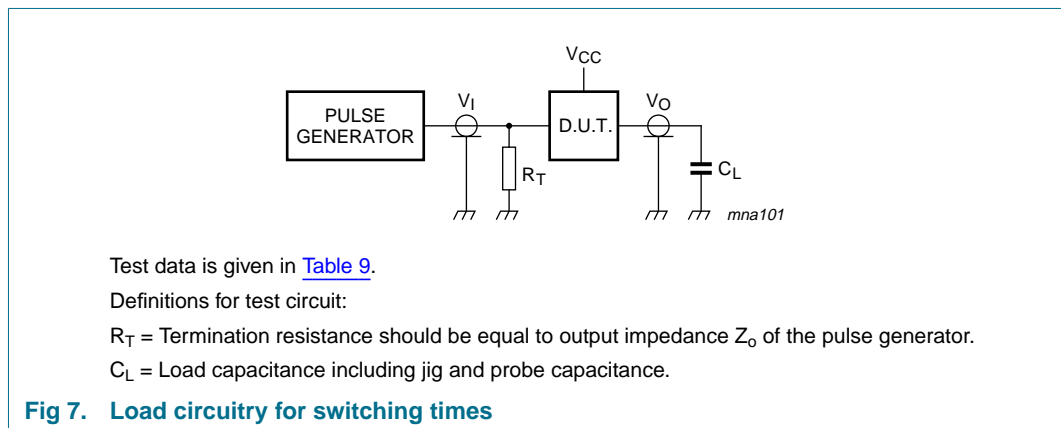 VCC
PULSE
GENERATOR
VI
D.U.T.
VO
RT
CL
mna101
Test data is given in Table 9.
Definitions for test circuit:
RT = Termination resistance should be equal to output impedance Zo of the pulse generator.
CL = Load capacitance including jig and probe capacitance.
Fig 7. Load circuitry for switching times